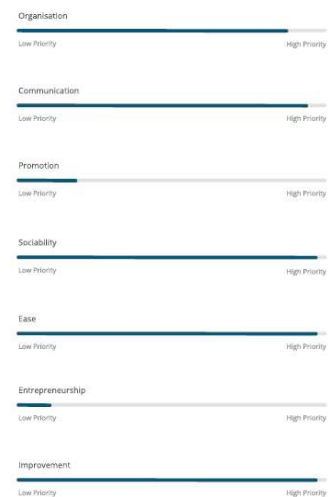 Organisation
Low Priority High Priority
Communication
Low Priority High Priority
Promotion
Low Priority High Priority
Sociability
Low Priority High Priority
Ease
Low Priority High Priority
Entrepreneurship
Low Priority High Priority
Improvement
Low Priority High Priority